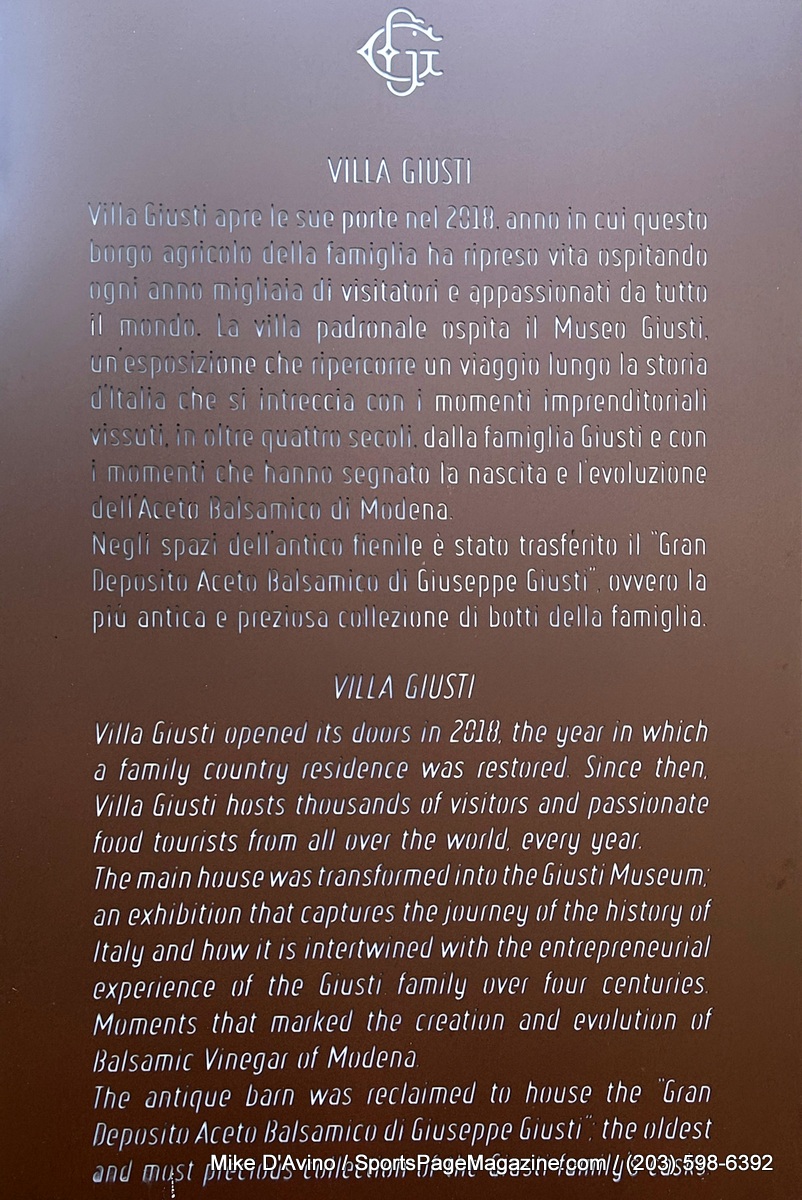 VILLA GIUSTI
Villa Giusti apre le sue porte nel 2018, anno in cui questo
borgo agricolo della famiglia ha ripreso vita ospitando
ogni anno migliaia di visitatori e appassionati da tutto
il mondo. La villa padronale ospita il Museo Giusti,
un'esposizione che ripercorre un viaggio lungo la storia
d'Italia che si intreccia con i momenti imprenditoriali
vissuti, in oltre quattro secoli, dalla famiglia Giusti e con
i momenti che hanno segnato la nascita e l'evoluzione
dell'Aceto Balsamico di Modena.
Negli spazi dell'antico fienile è stato trasferito il "Gran
Deposito Aceto Balsamico di Giuseppe Giusti", ovvero la
più antica e preziosa collezione di botti della famiglia.
VILLA GIUSTI
Villa Giusti opened its doors in 2018, the year in which
a family country residence was restored. Since then,
Villa Giusti hosts thousands of visitors and passionate
food tourists from all over the world, every year.
The main house was transformed into the Giusti Museum;
an exhibition that captures the journey of the history of
Italy and how it is intertwined with the entrepreneurial
experience of the Giusti family over four centuries.
Moments that marked the creation and evolution of
Balsamic Vinegar of Modena.
The antique barn was reclaimed to house the "Gran
Deposito Aceto Balsamico di Giuseppe Giusti"; the oldest
and most precious collection of the Giusti family's casks.
Mike D'Avino / SportsPageMagazine.com / (203) 598-6392